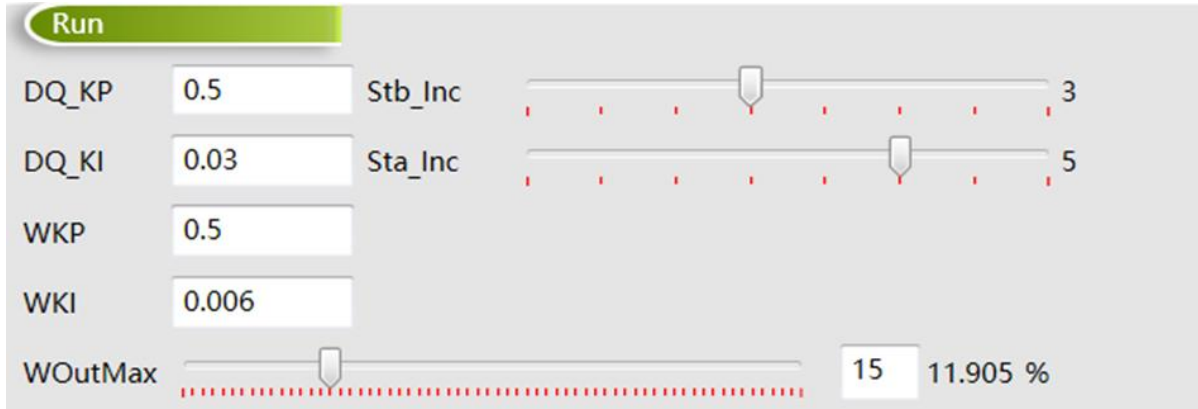 Run
DQ_KP 0.5 Stb_Inc 3
DQ_KI 0.03 Sta_Inc 5
WKP 0.5
WKI 0.006
WOutMax 15 11.905 %